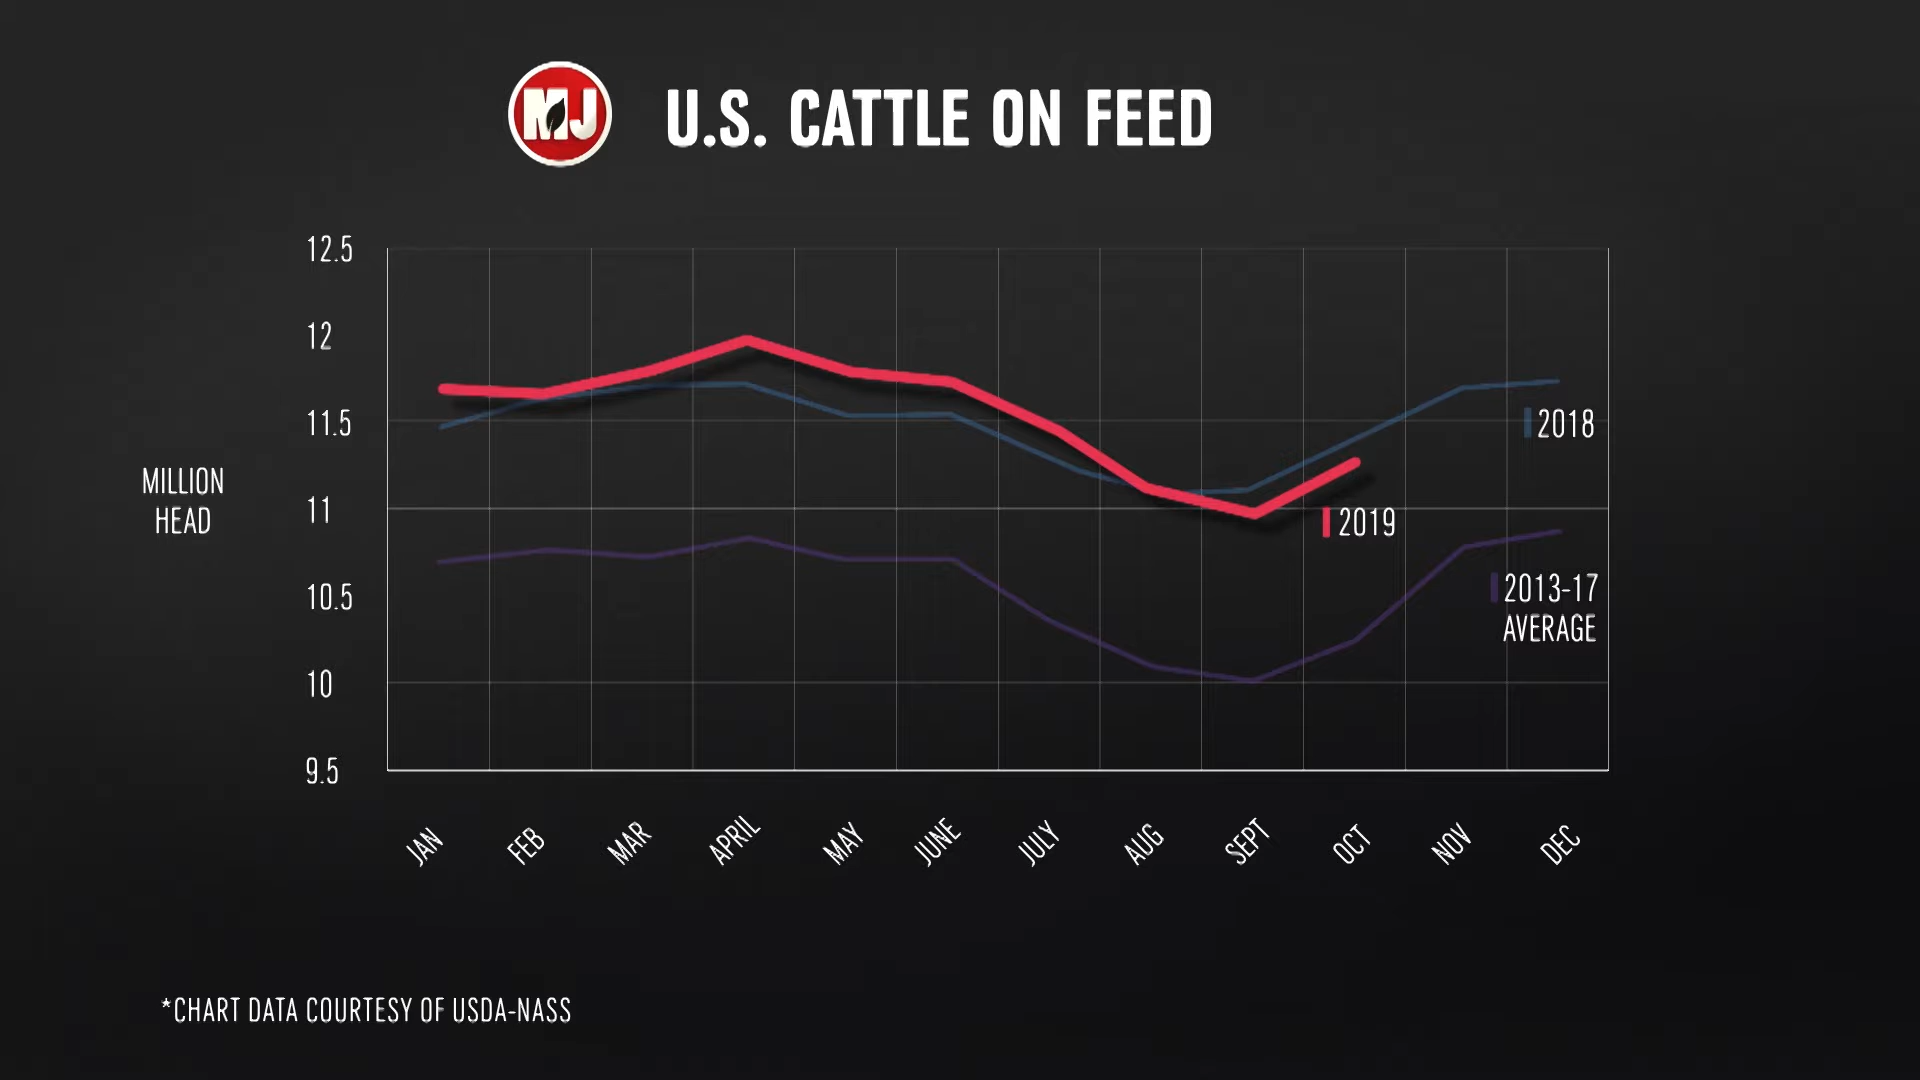 MJ
U.S. CATTLE ON FEED
12.5
12
11.5
11
10.5
10
9.5
MILLION
HEAD
2018
2019
2013-17
AVERAGE
JAN
FEB
MAR
APRIL
MAY
JUNE
JULY
AUG
SEPT
OCT
NOV
DEC
*CHART DATA COURTESY OF USDA-NASS